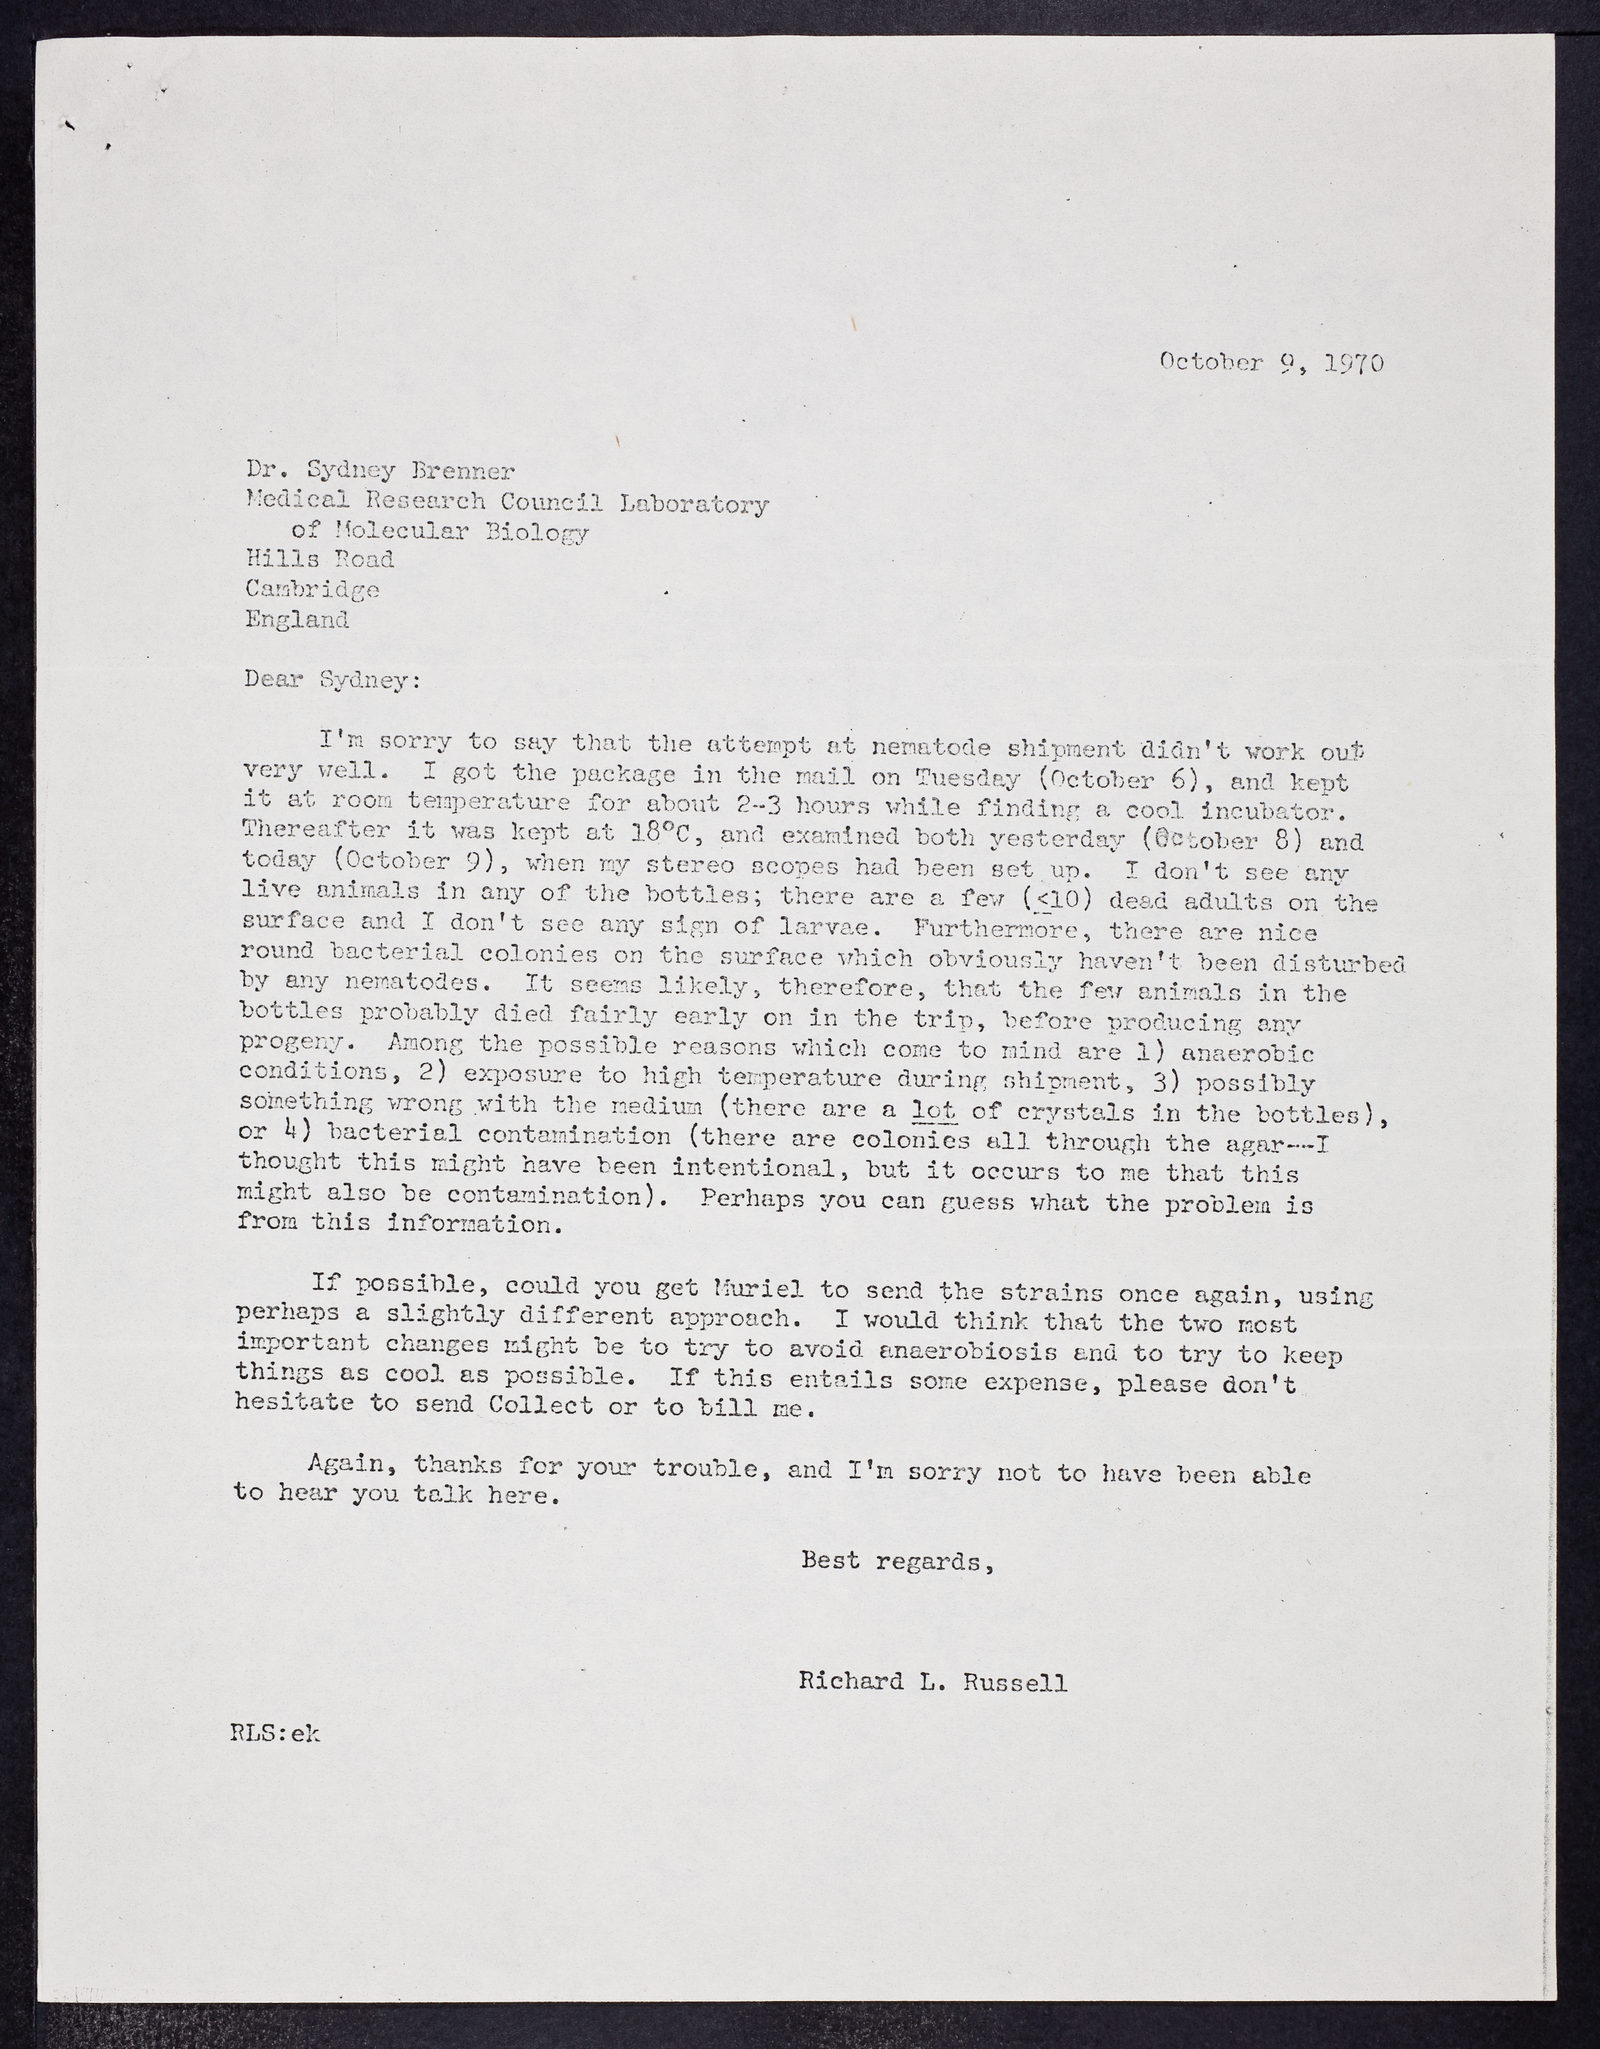 October 9, 1970
Dr. Sydney Brenner
Medical Research Council Laboratory
of Molecular Biology
Hills Road
Cambridge
England
Dear Sydney:
I'm sorry to say that the attempt at nematode shipment didn't work out
very well. I got the package in the mail on Tuesday (October 6), and kept
it at room temperature for about 2-3 hours while finding a cool incubator.
Thereafter it was kept at 18°C, and examined both yesterday (October 8) and
today (October 9), when my stereo scopes had been set up. I don't see any
live animals in any of the bottles; there are a few (≤10) dead adults on the
surface and I don't see any sign of larvae. Furthermore, there are nice
round bacterial colonies on the surface which obviously haven't been disturbed
by any nematodes. It seems likely, therefore, that the few animals in the
bottles probably died fairly early on in the trip, before producing any
progeny. Among the possible reasons which come to mind are 1) anaerobic
conditions, 2) exposure to high temperature during shipment, 3) possibly
something wrong with the medium (there are a lot of crystals in the bottles),
or 4) bacterial contamination (there are colonies all through the agar--I
thought this might have been intentional, but it occurs to me that this
might also be contamination). Perhaps you can guess what the problem is
from this information.
If possible, could you get Muriel to send the strains once again, using
perhaps a slightly different approach. I would think that the two most
important changes might be to try to avoid anaerobiosis and to try to keep
things as cool as possible. If this entails some expense, please don't
hesitate to send Collect or to bill me.
Again, thanks for your trouble, and I'm sorry not to have been able
to hear you talk here.
Best regards,
Richard L. Russell
RLS:ek